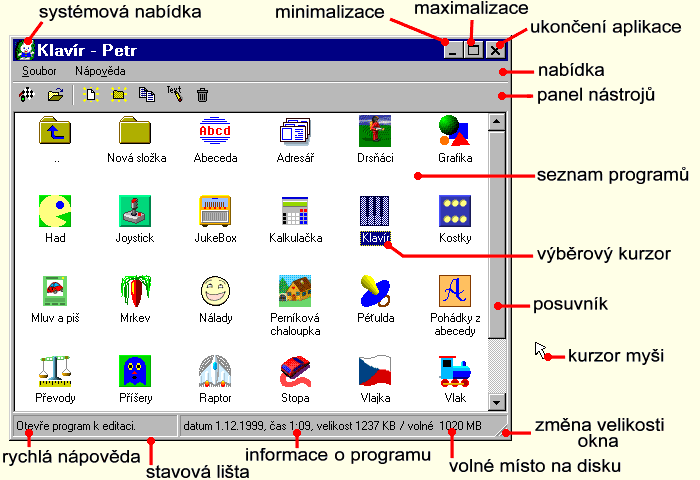 systémová nabídka
minimalizace
maximalizace
ukončení aplikace
Klavír - Petr
Soubor Nápověda
nabídka
Text
panel nástrojů
Abcd
.. Nová složka Abeceda Adresář Drsňáci Grafika
seznam programů
Had Joystick JukeBox Kalkulačka Klavír Kostky
výběrový kurzor
A
posuvník
Mluv a piš Mrkev Nálady Perníková chaloupka Péťulda Pohádky z abecedy
kurzor myši
Převody Příšery Raptor Stopa Vlajka Vlak
Otevře program k editaci. datum 1.12.1999, čas 1:09, velikost 1237 KB / volné 1020 MB
změna velikosti
okna
rychlá nápověda
stavová lišta
informace o programu
volné místo na disku